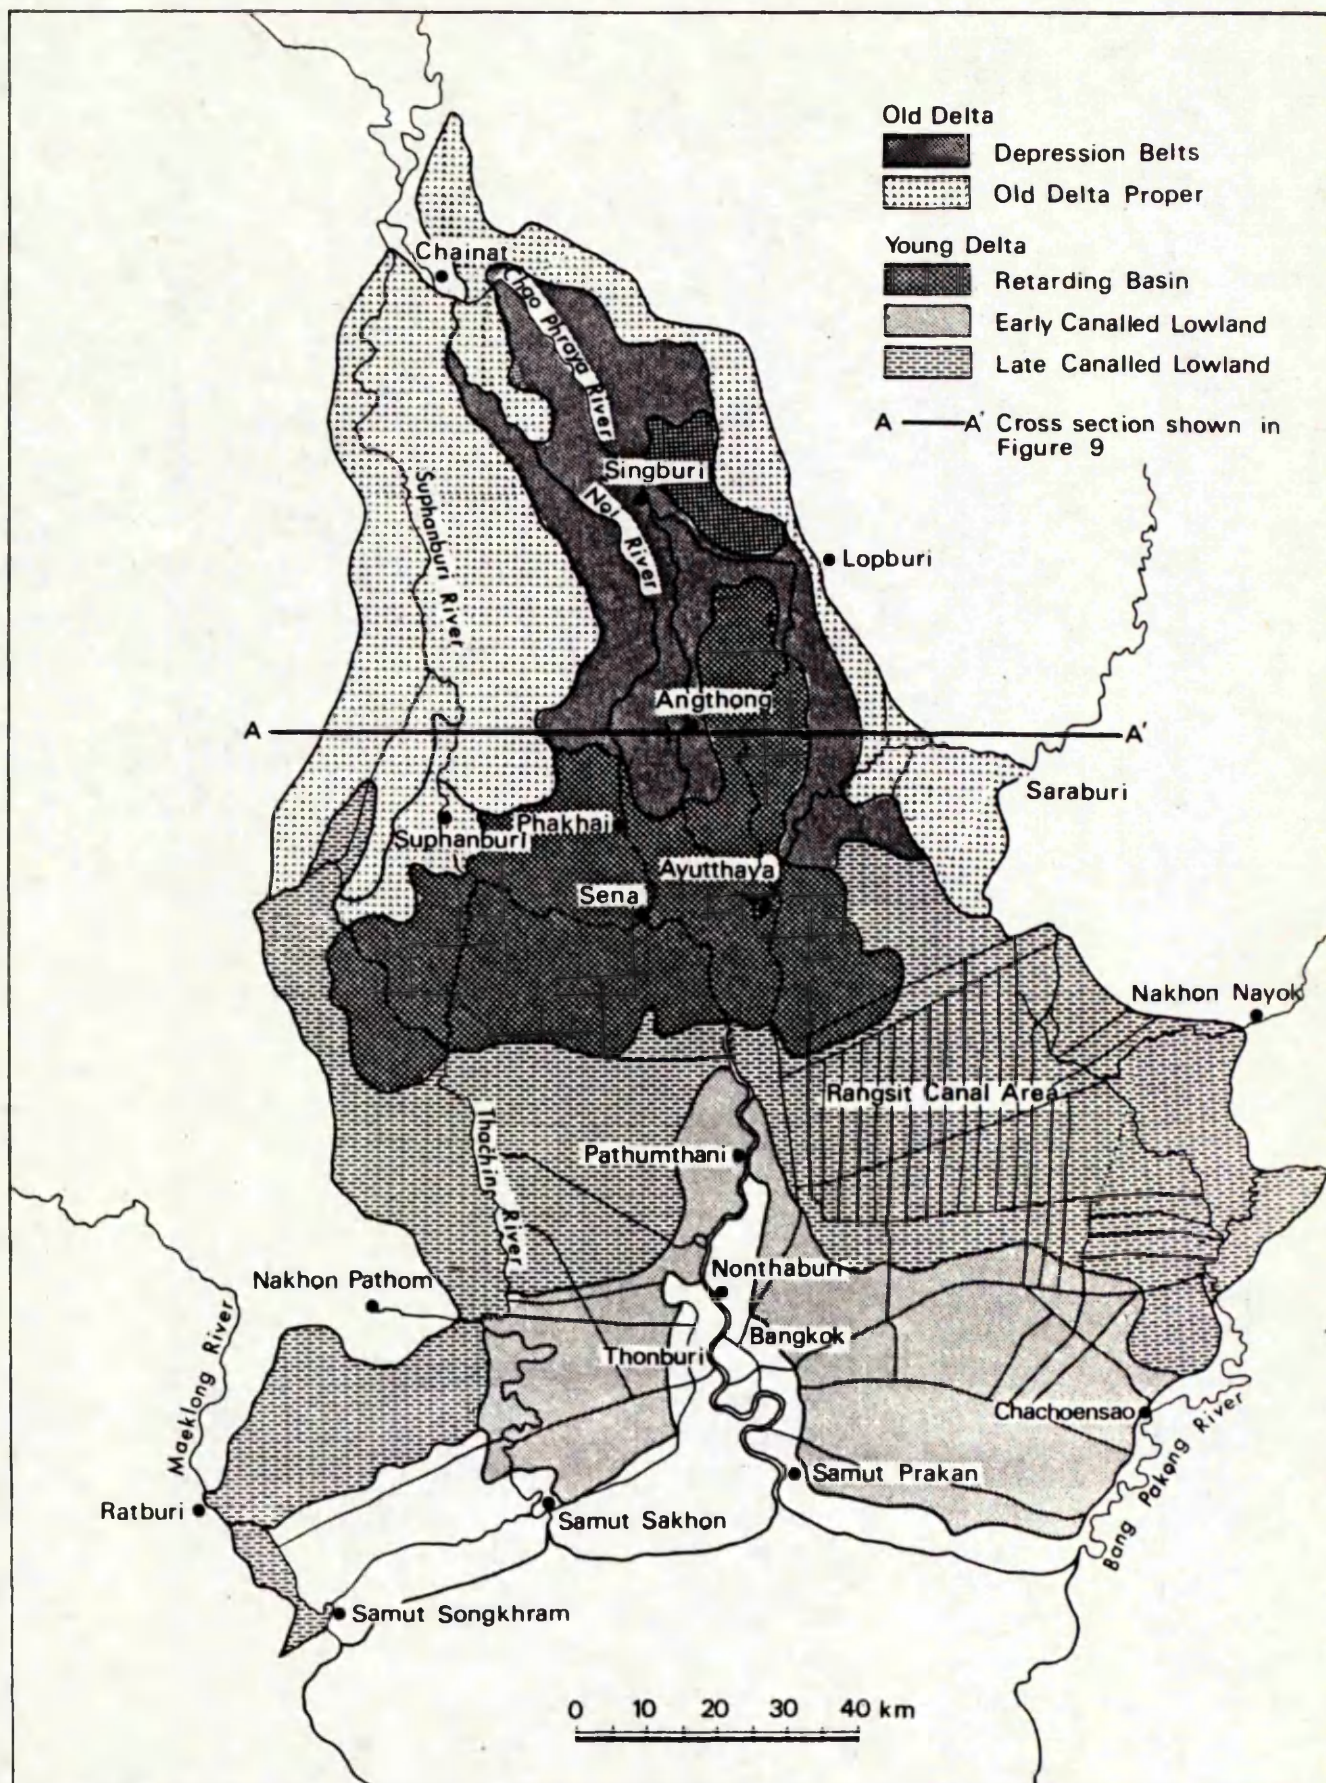 Old Delta
Depression Belts
Old Delta Proper
Young Delta
Retarding Basin
Early Canalled Lowland
Late Canalled Lowland
A A' Cross section shown in
Figure 9
Chainat
Chao Phraya River
Singburi
Noi River
Suphanburi River
Lopburi
Angthong
A
A'
Saraburi
Suphanburi
Phakhai
Ayutthaya
Sena
Nakhon Nayok
Rangsit Canal Area
Thachin River
Pathumthani
Nakhon Pathom
Nonthaburi
Bangkok
Thonburi
Maeklong River
Chachoensao
Bang Pakong River
Samut Prakan
Ratburi
Samut Sakhon
Samut Songkhram
0 10 20 30 40 km